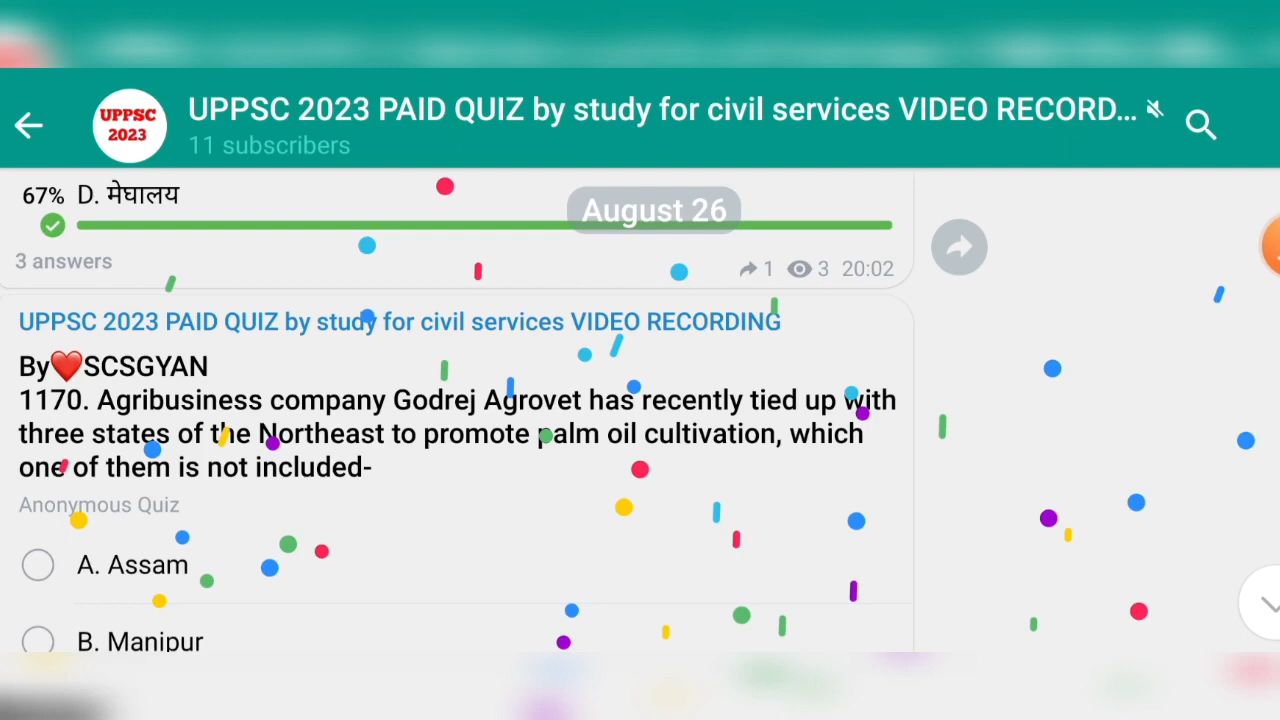 UPPSC
2023
UPPSC 2023 PAID QUIZ by study for civil services VIDEO RECORD...
11 subscribers
67% D. मेघालय
August 26
3 answers
1 3 20:02
UPPSC 2023 PAID QUIZ by study for civil services VIDEO RECORDING
By❤️SCSGYAN
1170. Agribusiness company Godrej Agrovet has recently tied up with
three states of the Northeast to promote palm oil cultivation, which
one of them is not included-
Anonymous Quiz
A. Assam
B. Manipur